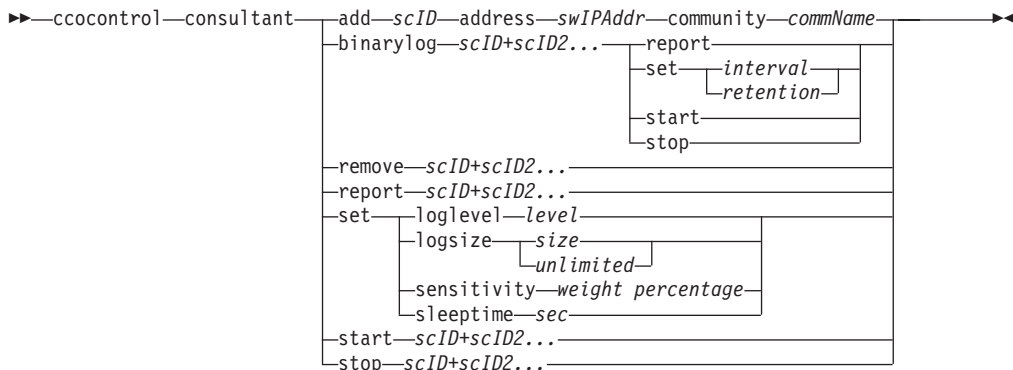 ccocontrol consultant add scID address swIPAddr community commName
binarylog scID+scID2... report
set interval
retention
start
stop
remove scID+scID2...
report scID+scID2...
set loglevel level
logsize size
unlimited
sensitivity weight percentage
sleeptime sec
start scID+scID2...
stop scID+scID2...